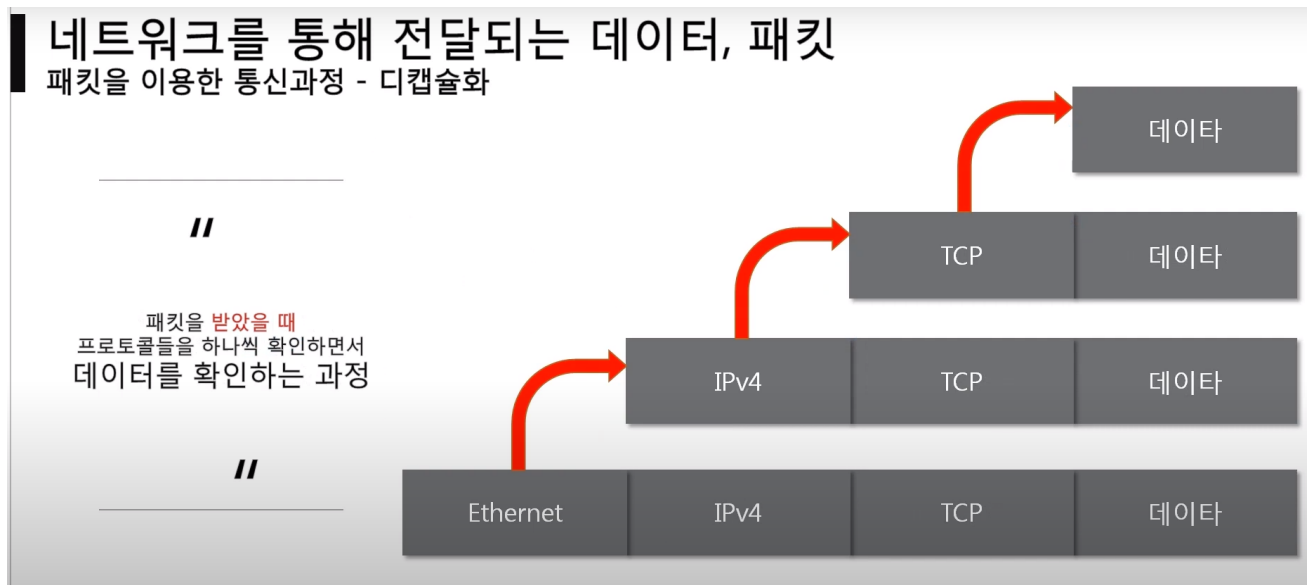 네트워크를 통해 전달되는 데이터, 패킷
패킷을 이용한 통신과정 - 디캡슐화
"
패킷을 받았을 때
프로토콜들을 하나씩 확인하면서
데이터를 확인하는 과정
"
데이타
TCP 데이타
IPv4 TCP 데이타
Ethernet IPv4 TCP 데이타